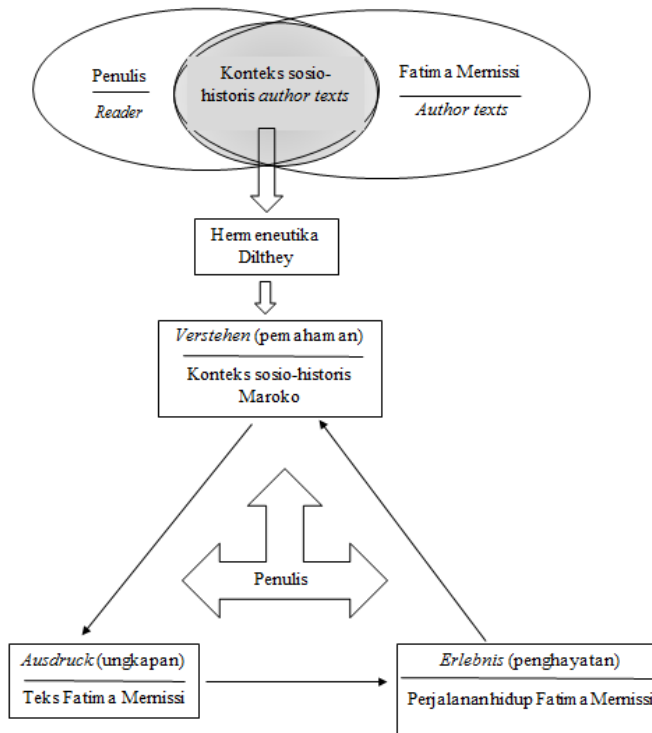 Penulis
Reader
Konteks sosio-
historis author texts
Fatima Mernissi
Author texts
Hermeneutika
Dilthey
Verstehen (pemahaman)
Konteks sosio-historis
Maroko
Penulis
Ausdruck (ungkapan)
Teks Fatima Mernissi
Erlebnis (penghayatan)
Perjalanan hidup Fatima Mernissi